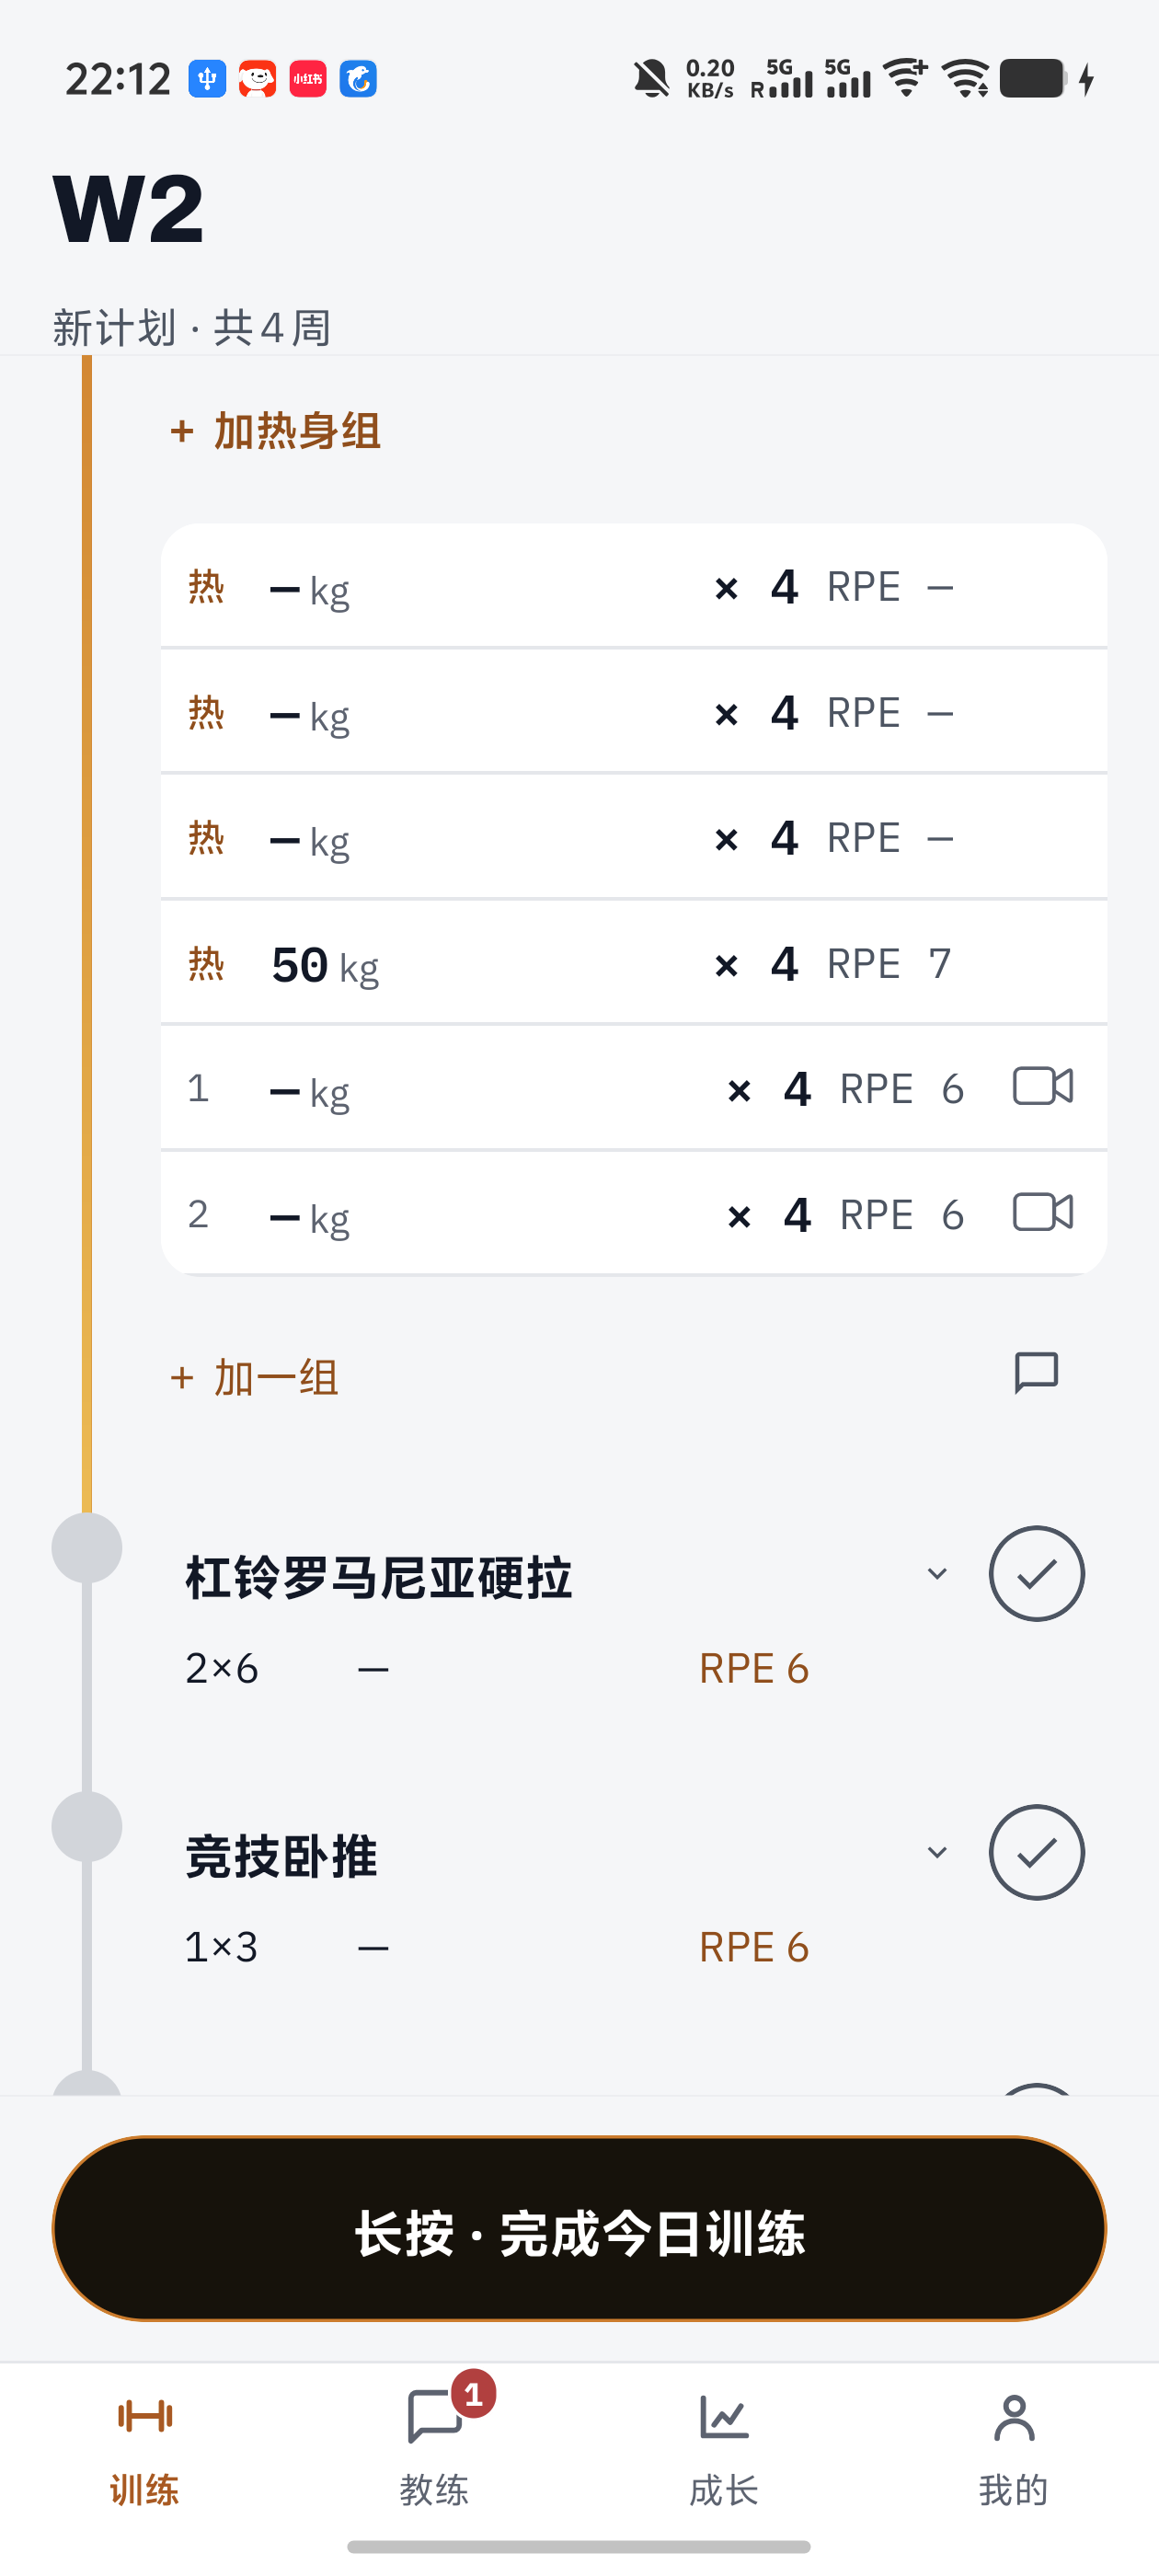 22:12 小红书 0.20 KB/s R 5G 5G
W2
新计划 · 共4周
+ 加热身组
热 — kg × 4 RPE —
热 — kg × 4 RPE —
热 — kg × 4 RPE —
热 50 kg × 4 RPE 7
1 — kg × 4 RPE 6
2 — kg × 4 RPE 6
+ 加一组
杠铃罗马尼亚硬拉
2×6 — RPE 6
竞技卧推
1×3 — RPE 6
长按 · 完成今日训练
1
训练 教练 成长 我的